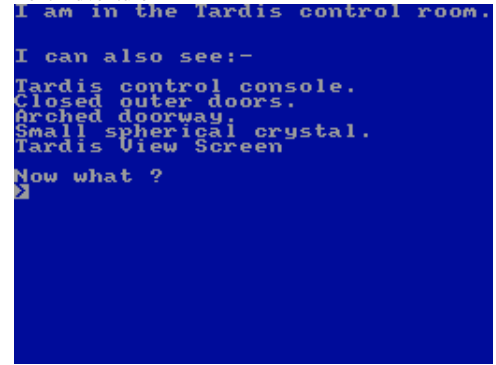 I am in the Tardis control room.
I can also see:-
Tardis control console.
Closed outer doors.
Arched doorway.
Small spherical crystal.
Tardis View Screen
Now what ?
>